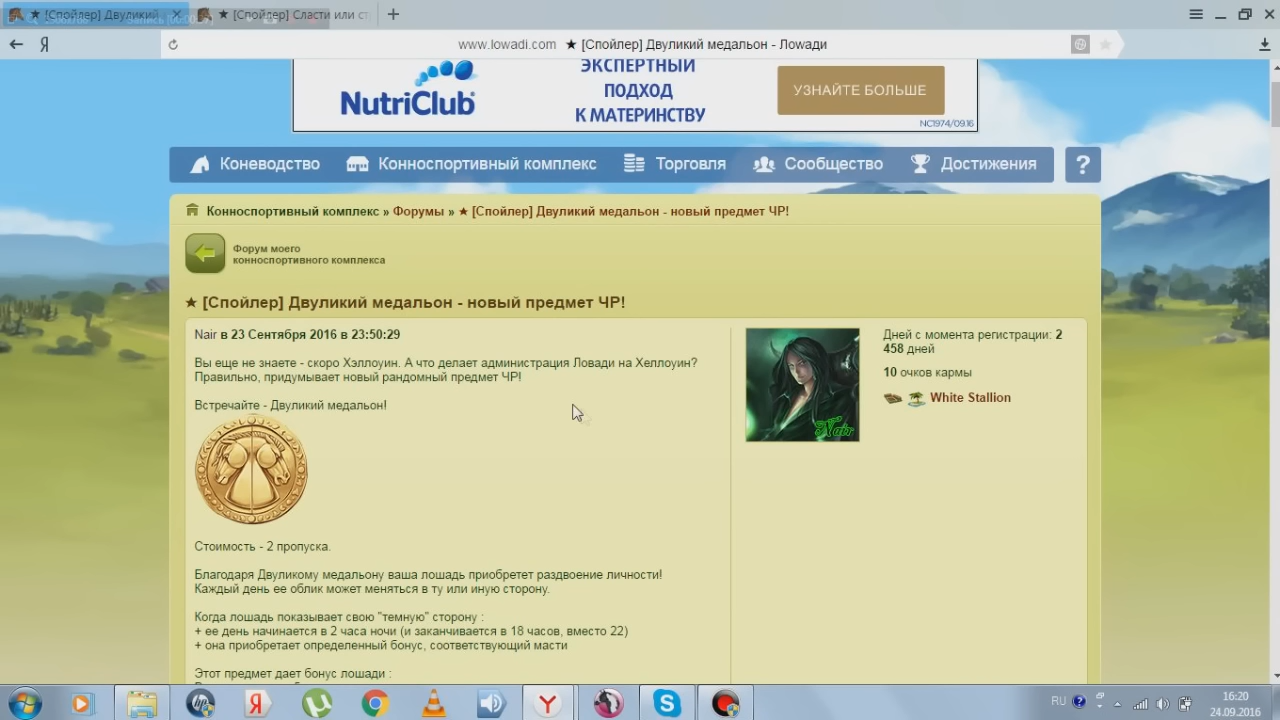 ★ [Спойлер] Двуликий
★ [Спойлер] Сласти или
www.lowadi.com ★ [Спойлер] Двуликий медальон - Ловади
NutriClub
ЭКСПЕРТНЫЙ
ПОДХОД
К МАТЕРИНСТВУ
УЗНАЙТЕ БОЛЬШЕ
NC1974/09.16
Коневодство Конноспортивный комплекс Торговля Сообщество Достижения ?
Конноспортивный комплекс » Форумы » ★ [Спойлер] Двуликий медальон - новый предмет ЧР!
Форум моего
конноспортивного комплекса
★ [Спойлер] Двуликий медальон - новый предмет ЧР!
Nair в 23 Сентября 2016 в 23:50:29
Вы еще не знаете - скоро Хэллоуин. А что делает администрация Ловади на Хеллоуин?
Правильно, придумывает новый рандомный предмет ЧР!
Встречайте - Двуликий медальон!
Стоимость - 2 пропуска.
Благодаря Двуликому медальону ваша лошадь приобретет раздвоение личности!
Каждый день ее облик может меняться в ту или иную сторону.
Когда лошадь показывает свою "темную" сторону :
+ ее день начинается в 2 часа ночи (и заканчивается в 18 часов, вместо 22)
+ она приобретает определенный бонус, соответствующий масти
Этот предмет дает бонус лошади :
Nair
Дней с момента регистрации: 2
458 дней
10 очков кармы
White Stallion
RU
16:20
24.09.2016